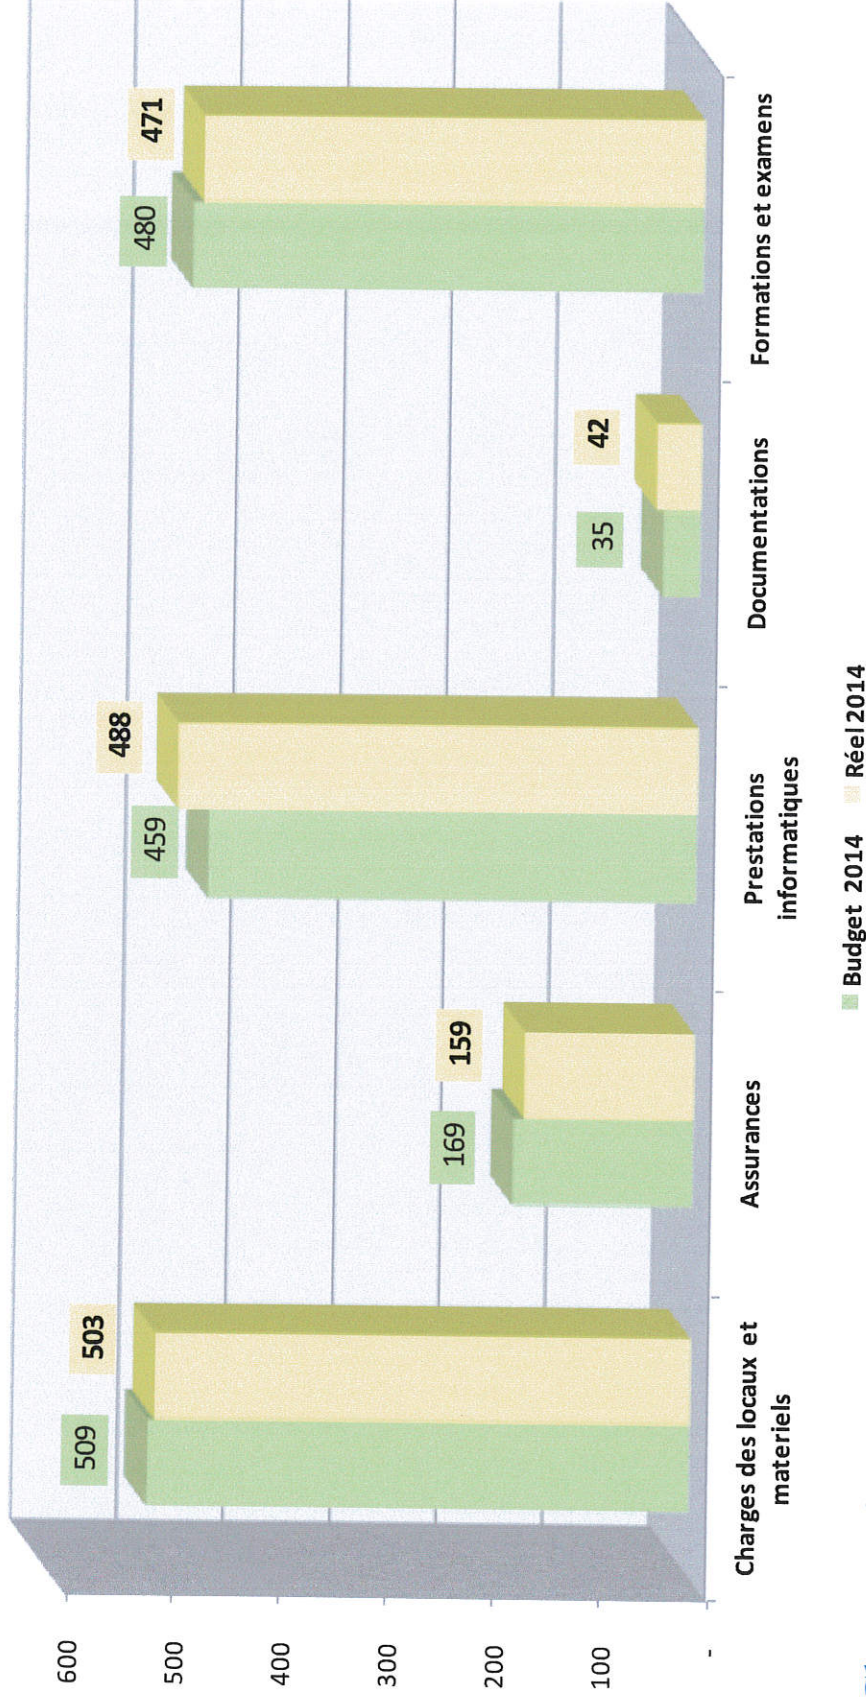 600
500
400
300
200
100
-
509
503
169
159
459
488
35
42
480
471
Charges des locaux et
materiels
Assurances
Prestations
informatiques
Documentations
Formations et examens
Budget 2014
Réel 2014